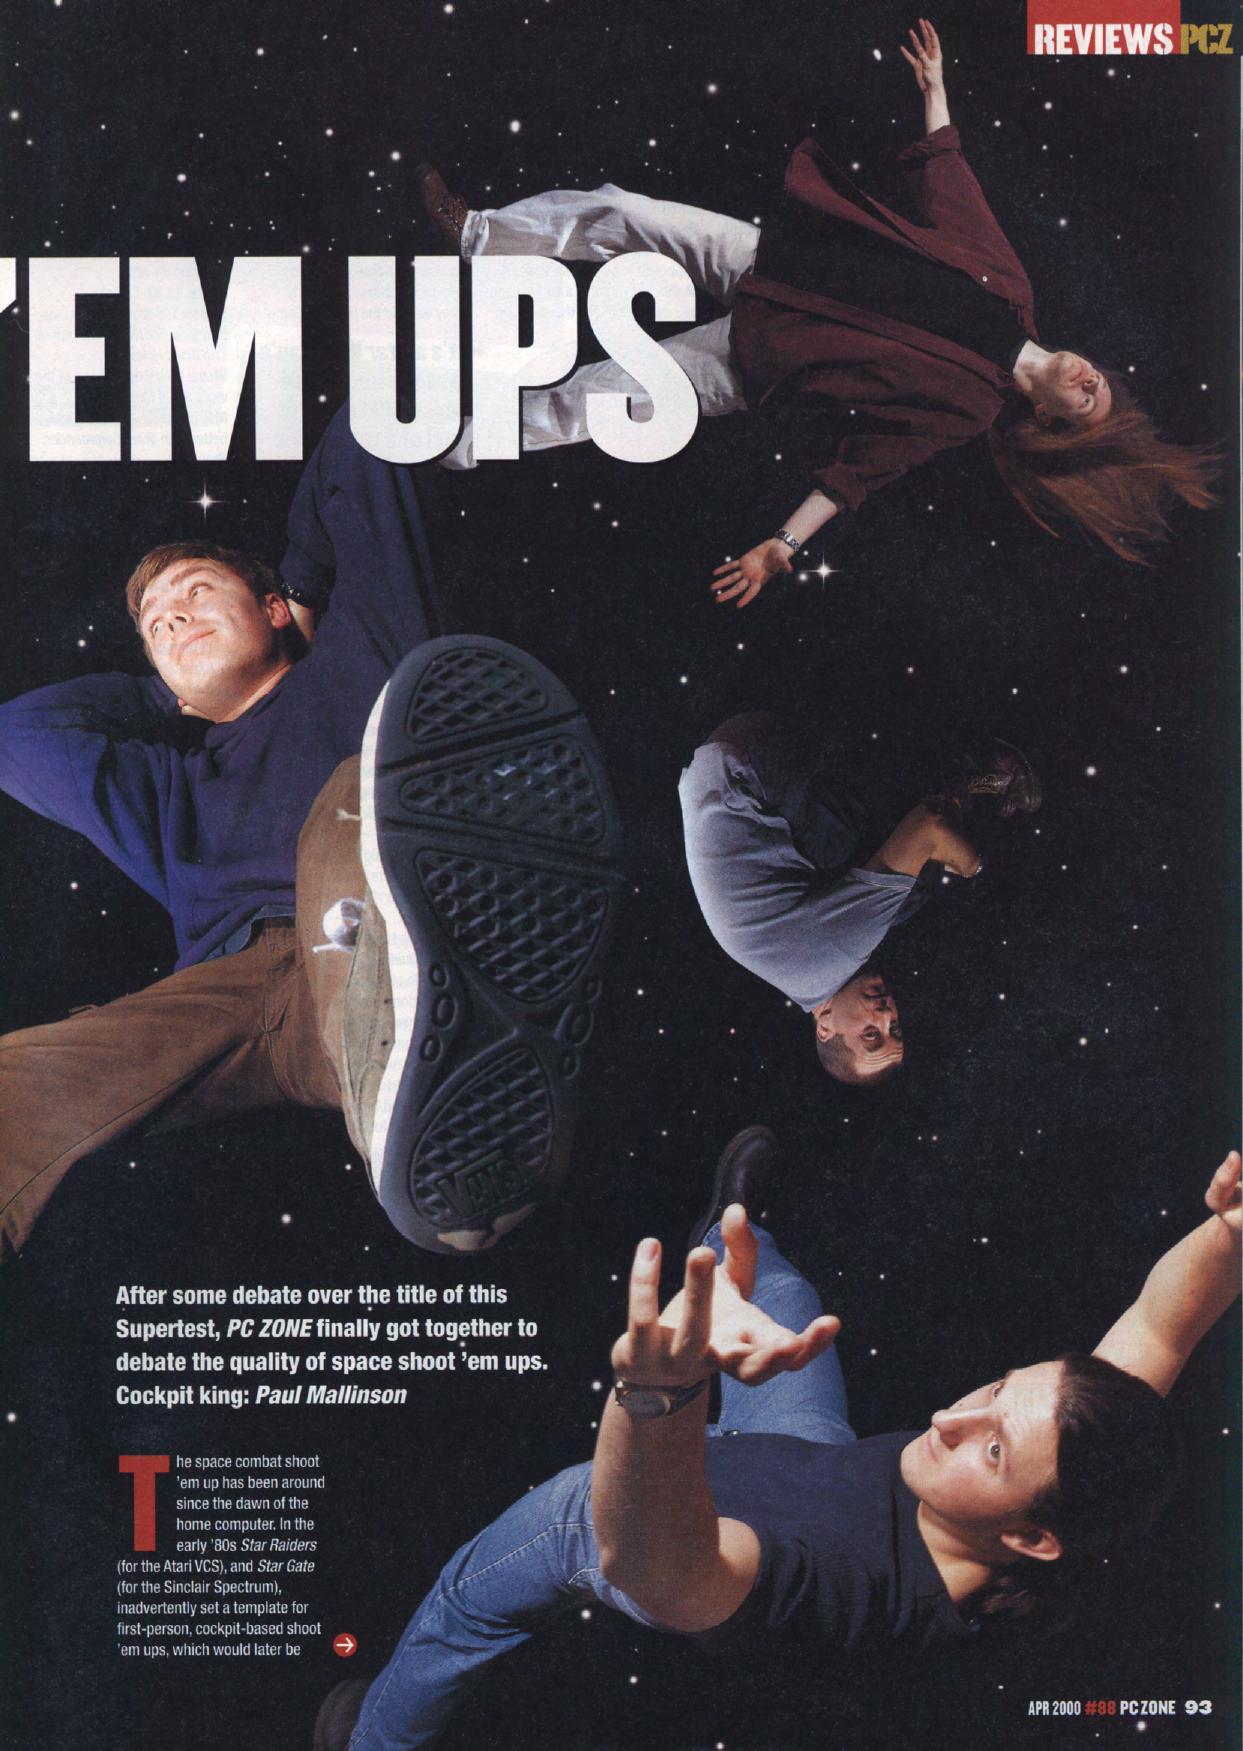 REVIEWS PCZ
'EM UPS
VANS
After some debate over the title of this
Supertest, PC ZONE finally got together to
debate the quality of space shoot 'em ups.
Cockpit king: Paul Mallinson
The space combat shoot
'em up has been around
since the dawn of the
home computer. In the
early '80s Star Raiders
(for the Atari VCS), and Star Gate
(for the Sinclair Spectrum),
inadvertently set a template for
first-person, cockpit-based shoot
'em ups, which would later be
APR 2000 #88 PC ZONE 93